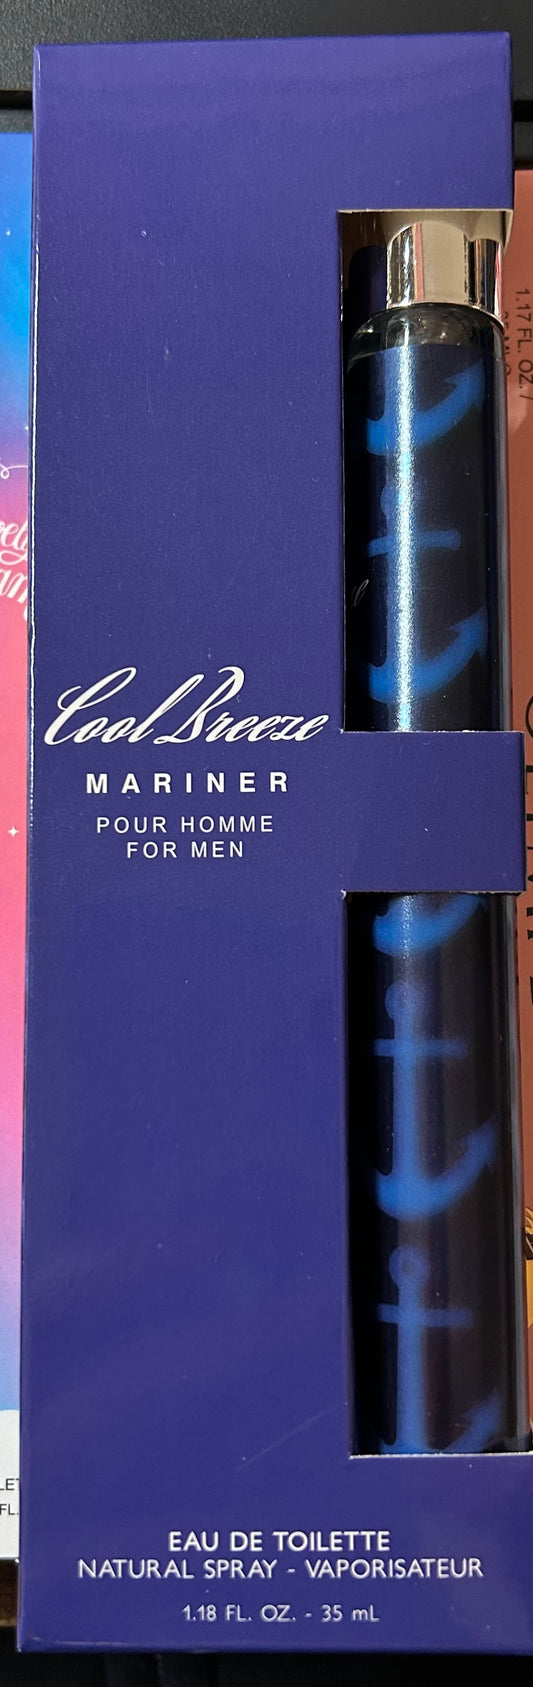 Cool Breeze
MARINER
POUR HOMME
FOR MEN
EAU DE TOILETTE
NATURAL SPRAY - VAPORISATEUR
1.18 FL. OZ. - 35 mL
1.17 FL. OZ. /
FL.